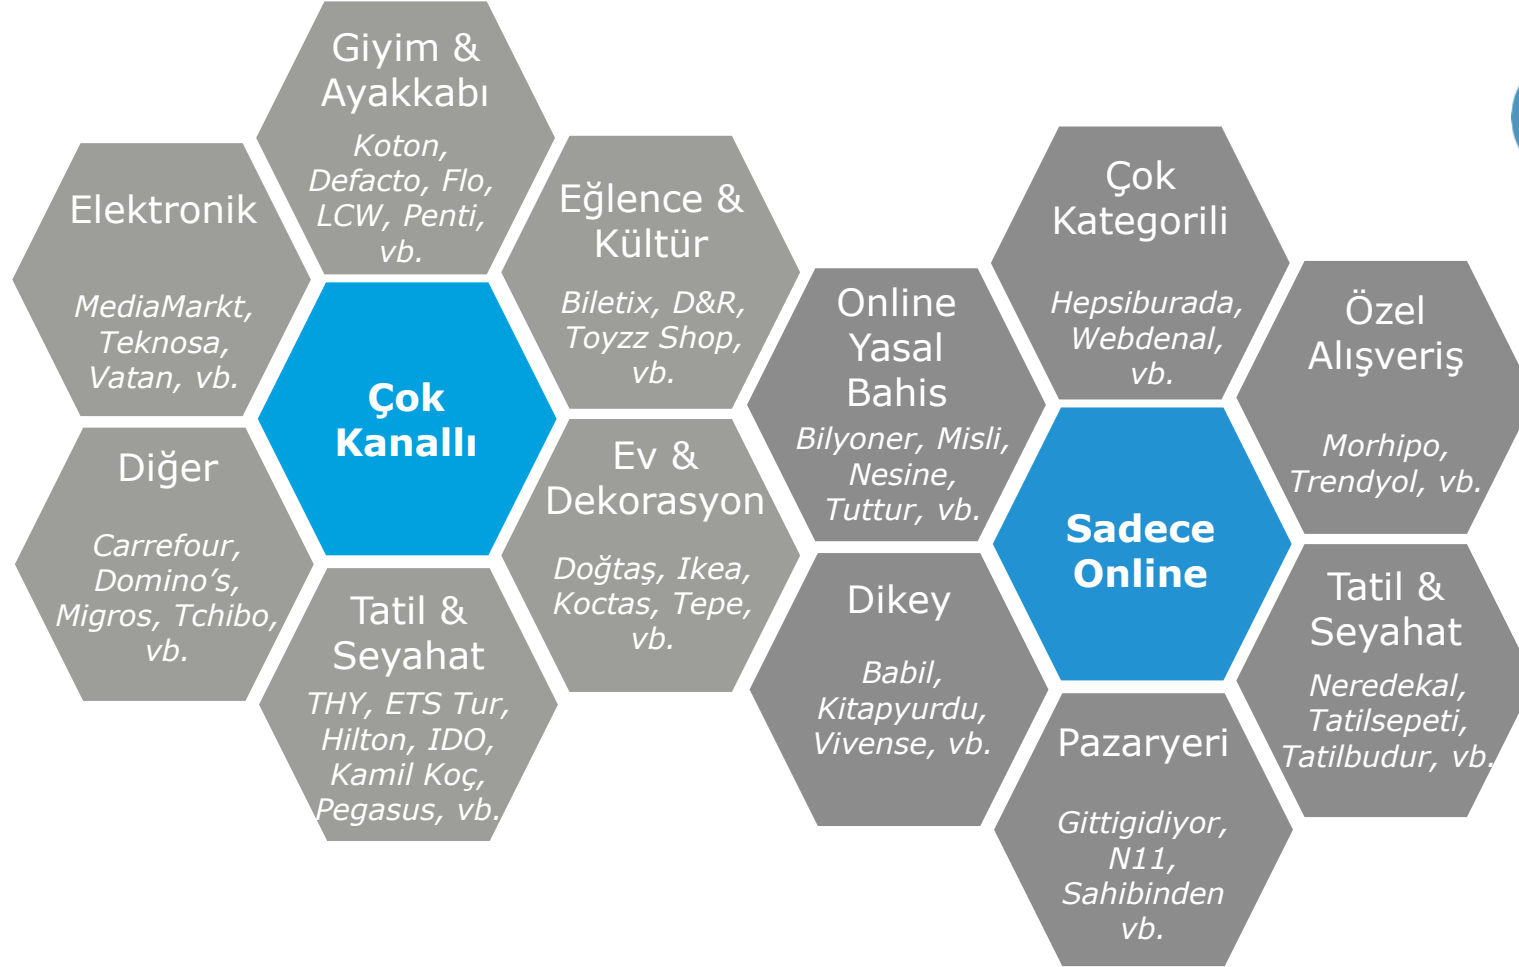 Giyim &
Ayakkabı
Koton,
Defacto, Flo,
LCW, Penti,
vb.
Elektronik
MediaMarkt,
Teknosa,
Vatan, vb.
Eğlence &
Kültür
Biletix, D&R,
Toyzz Shop,
vb.
Çok
Kanallı
Diğer
Carrefour,
Domino’s,
Migros, Tchibo,
vb.
Ev &
Dekorasyon
Doğtaş, Ikea,
Koctas, Tepe,
vb.
Tatil &
Seyahat
THY, ETS Tur,
Hilton, IDO,
Kamil Koç,
Pegasus, vb.
Çok
Kategorili
Hepsiburada,
Webdenal,
vb.
Online
Yasal
Bahis
Bilyoner, Misli,
Nesine,
Tuttur, vb.
Özel
Alışveriş
Morhipo,
Trendyol, vb.
Sadece
Online
Dikey
Babil,
Kitapyurdu,
Vivense, vb.
Tatil &
Seyahat
Neredekal,
Tatilsepeti,
Tatilbudur, vb.
Pazaryeri
Gittigidiyor,
N11,
Sahibinden
vb.